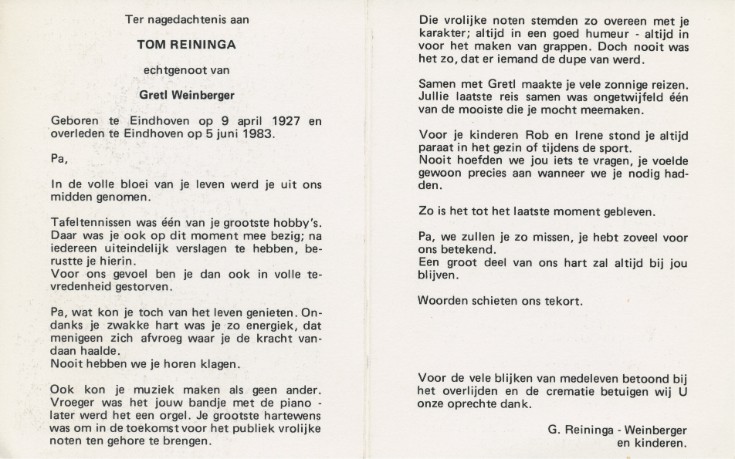 Ter nagedachtenis aan
TOM REININGA
echtgenoot van
Gretl Weinberger
Geboren te Eindhoven op 9 april 1927 en
overleden te Eindhoven op 5 juni 1983.
Pa,
In de volle bloei van je leven werd je uit ons
midden genomen.
Tafeltennissen was één van je grootste hobby's.
Daar was je ook op dit moment mee bezig; na
iedereen uiteindelijk verslagen te hebben, be-
rustte je hierin.
Voor ons gevoel ben je dan ook in volle te-
vredenheid gestorven.
Pa, wat kon je toch van het leven genieten. On-
danks je zwakke hart was je zo energiek, dat
menigeen zich afvroeg waar je de kracht van-
daan haalde.
Nooit hebben we je horen klagen.
Ook kon je muziek maken als geen ander.
Vroeger was het jouw bandje met de piano -
later werd het een orgel. Je grootste hartewens
was om in de toekomst voor het publiek vrolijke
noten ten gehore te brengen.
Die vrolijke noten stemden zo overeen met je
karakter; altijd in een goed humeur - altijd in
voor het maken van grappen. Doch nooit was
het zo, dat er iemand de dupe van werd.
Samen met Gretl maakte je vele zonnige reizen.
Jullie laatste reis samen was ongetwijfeld één
van de mooiste die je mocht meemaken.
Voor je kinderen Rob en Irene stond je altijd
paraat in het gezin of tijdens de sport.
Nooit hoefden we jou iets te vragen, je voelde
gewoon precies aan wanneer we je nodig had-
den.
Zo is het tot het laatste moment gebleven.
Pa, we zullen je zo missen, je hebt zoveel voor
ons betekend.
Een groot deel van ons hart zal altijd bij jou
blijven.
Woorden schieten ons tekort.
Voor de vele blijken van medeleven betoond bij
het overlijden en de crematie betuigen wij U
onze oprechte dank.
G. Reininga - Weinberger
en kinderen.